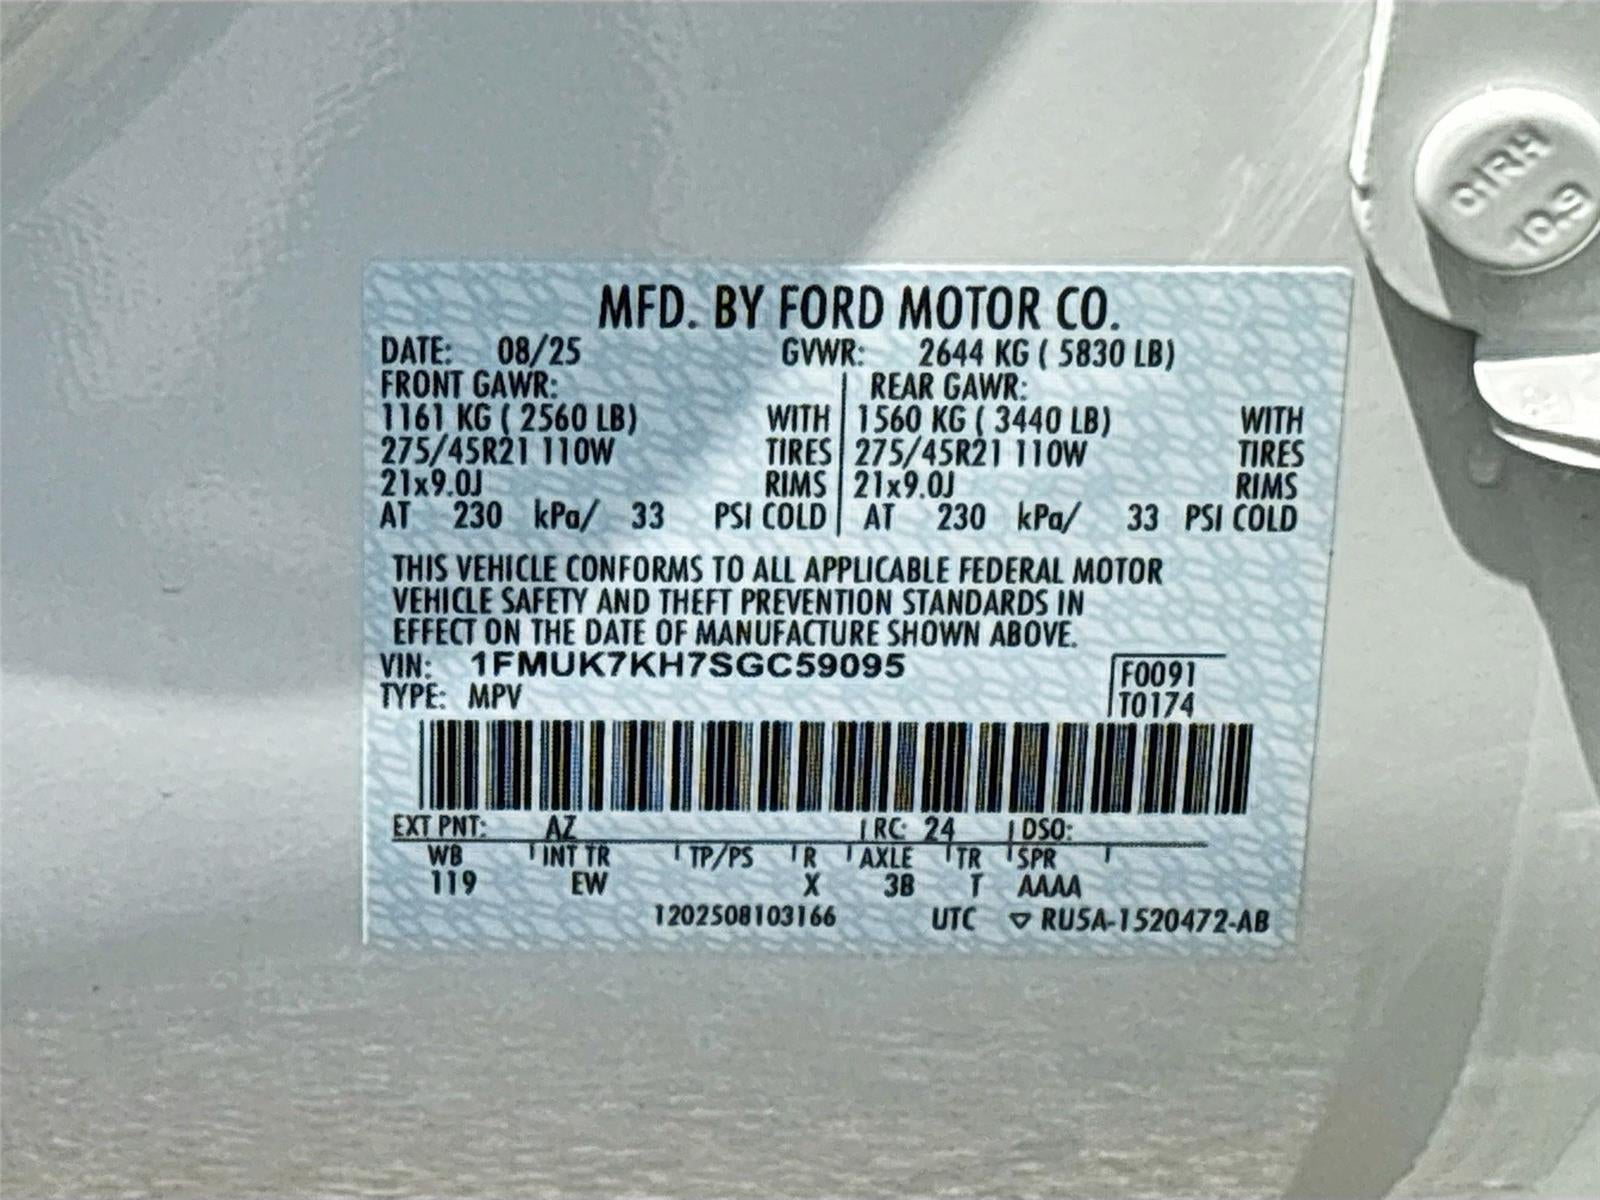 MFD. BY FORD MOTOR CO.
DATE: 08/25 GVWR: 2644 KG ( 5830 LB)
FRONT GAWR: REAR GAWR:
1161 KG ( 2560 LB) WITH 1560 KG ( 3440 LB) WITH
275/45R21 110W TIRES 275/45R21 110W TIRES
21x9.0J RIMS 21x9.0J RIMS
AT 230 kPa/ 33 PSI COLD AT 230 kPa/ 33 PSI COLD
THIS VEHICLE CONFORMS TO ALL APPLICABLE FEDERAL MOTOR
VEHICLE SAFETY AND THEFT PREVENTION STANDARDS IN
EFFECT ON THE DATE OF MANUFACTURE SHOWN ABOVE.
VIN: 1FMUK7KH7SGC59095 F0091
TYPE: MPV T0174
EXT PNT: AZ RC: 24 DSO:
WB INT TR TP/PS R AXLE TR SPR
119 EW X 3B T AAAA
1202508103166 UTC ▽ RU5A-1520472-AB
10.9